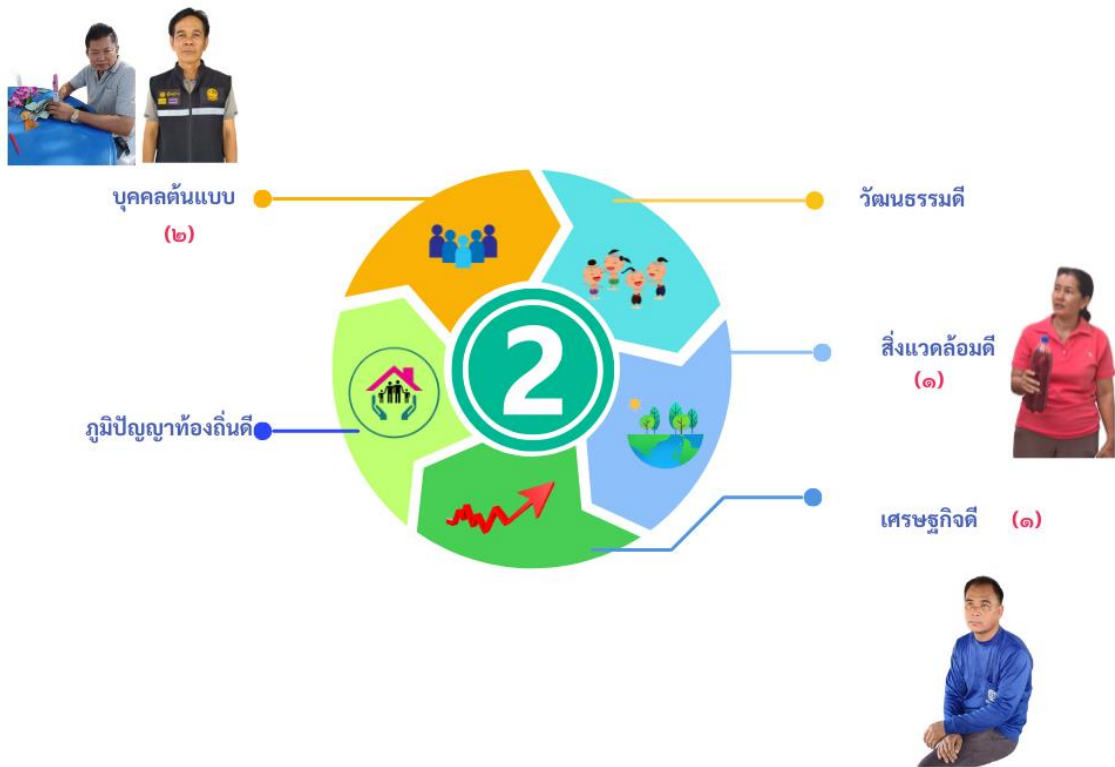 บุคคลต้นแบบ
(๒)
วัฒนธรรมดี
สิ่งแวดล้อมดี
(๑)
2
ภูมิปัญญาท้องถิ่นดี
เศรษฐกิจดี (๑)